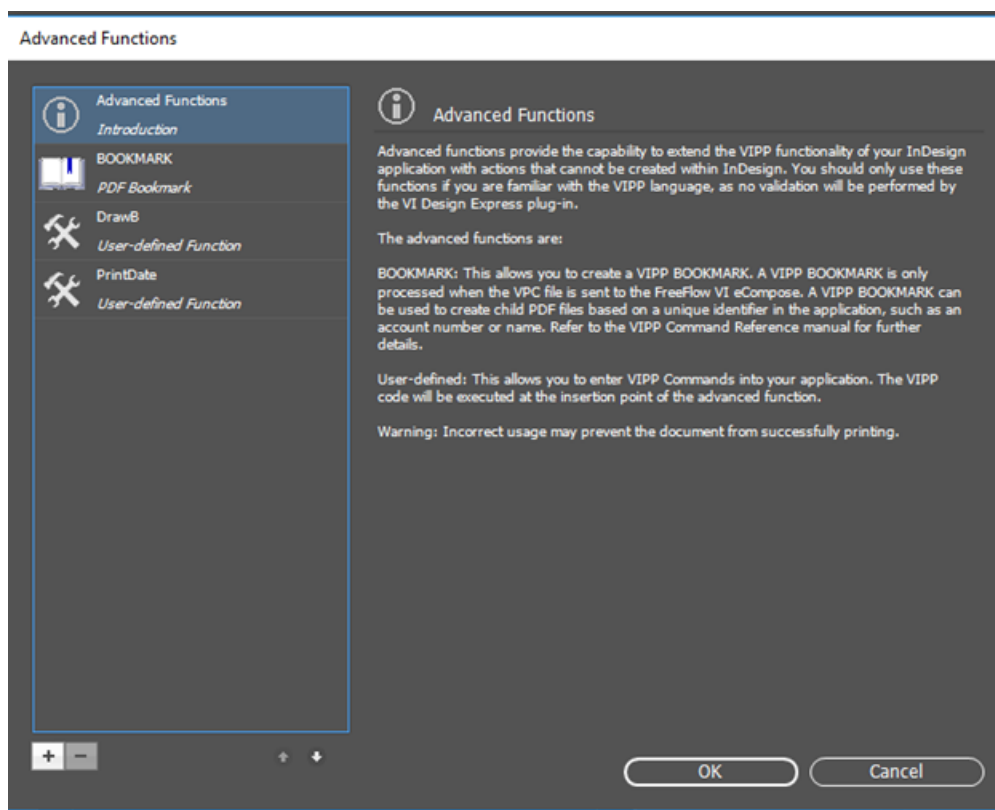 Advanced Functions
Advanced Functions
Introduction
BOOKMARK
PDF Bookmark
DrawB
User-defined Function
PrintDate
User-defined Function
Advanced Functions
Advanced functions provide the capability to extend the VIPP functionality of your InDesign
application with actions that cannot be created within InDesign. You should only use these
functions if you are familiar with the VIPP language, as no validation will be performed by
the VI Design Express plug-in.
The advanced functions are:
BOOKMARK: This allows you to create a VIPP BOOKMARK. A VIPP BOOKMARK is only
processed when the VPC file is sent to the FreeFlow VI eCompose. A VIPP BOOKMARK can
be used to create child PDF files based on a unique identifier in the application, such as an
account number or name. Refer to the VIPP Command Reference manual for further
details.
User-defined: This allows you to enter VIPP Commands into your application. The VIPP
code will be executed at the insertion point of the advanced function.
Warning: Incorrect usage may prevent the document from successfully printing.
OK
Cancel